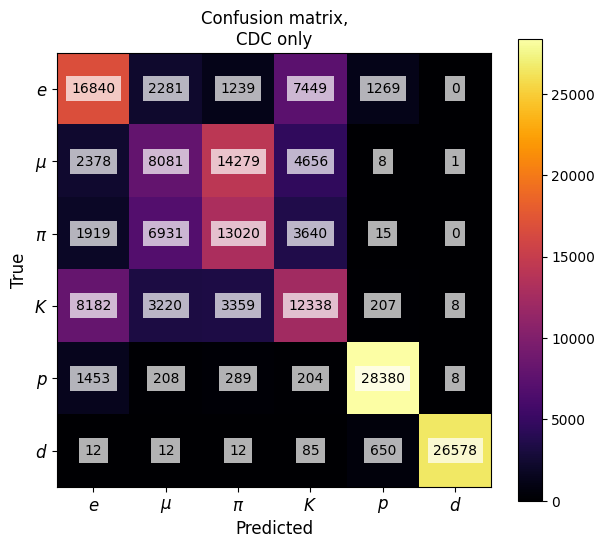 Confusion matrix,
CDC only
e 16840 2281 1239 7449 1269 0
μ 2378 8081 14279 4656 8 1
π 1919 6931 13020 3640 15 0
K 8182 3220 3359 12338 207 8
p 1453 208 289 204 28380 8
d 12 12 12 85 650 26578
e μ π K p d
Predicted
True
25000
20000
15000
10000
5000
0